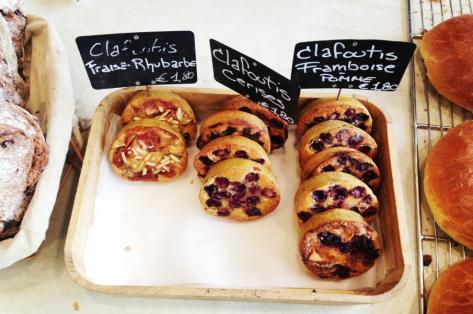 Clafoutis
Fraise-Rhubarbe
€ 1,80
Clafoutis
Cerises
€ 1,80
Clafoutis
Framboise
Pomme
€ 1,80